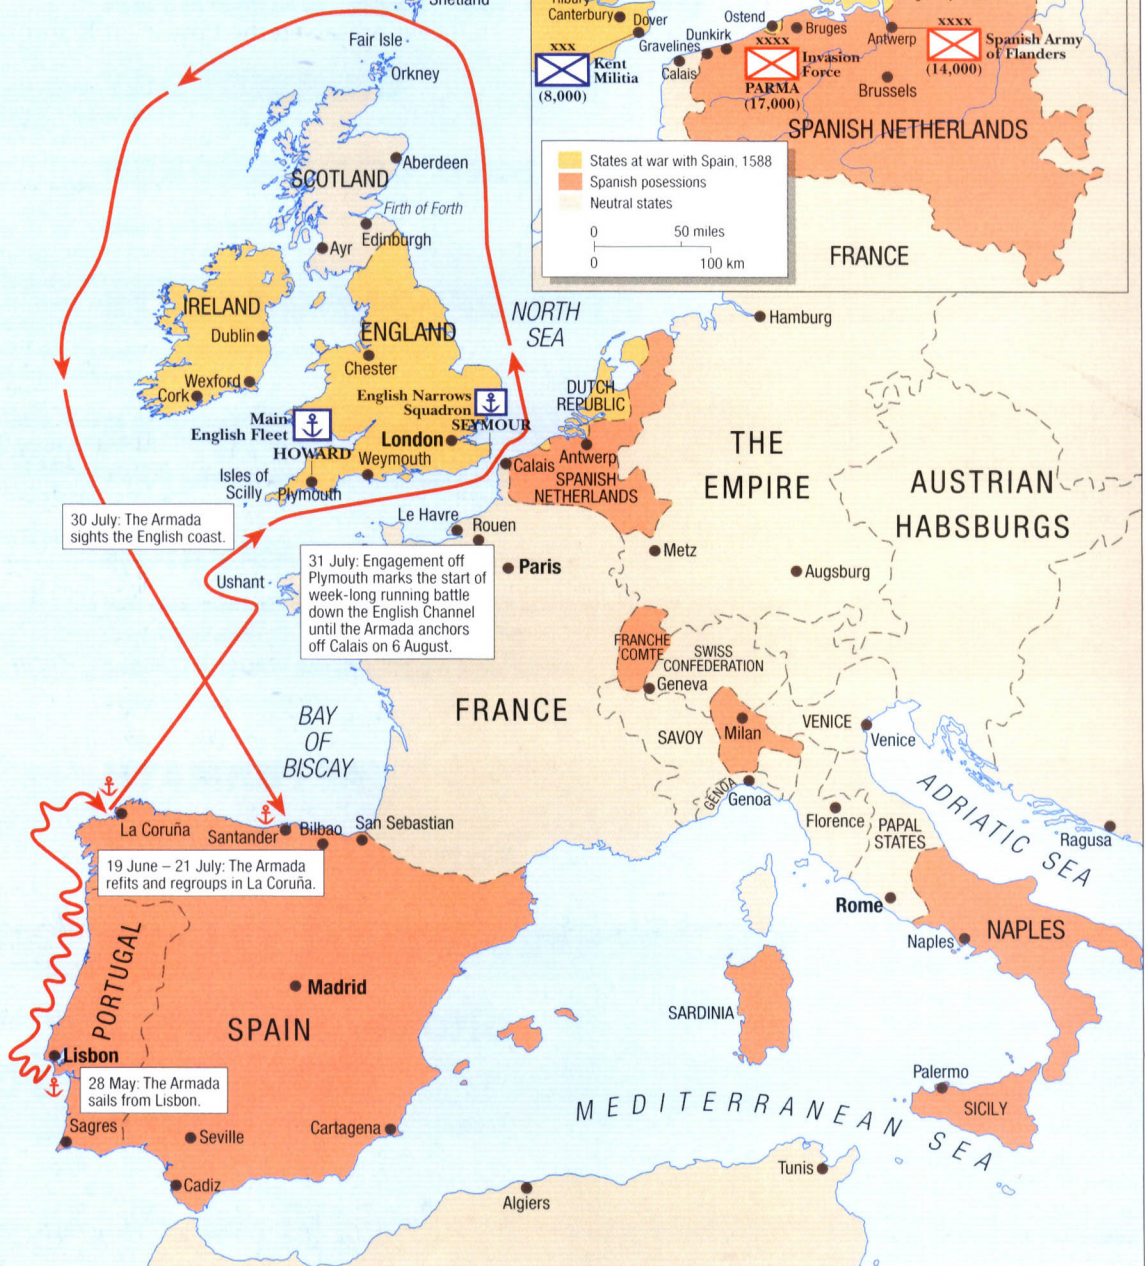 Shetland
Fair Isle
Orkney
Aberdeen
SCOTLAND
Firth of Forth
Edinburgh
Ayr
IRELAND
Dublin
ENGLAND
Chester
Wexford
Cork
English Narrows
Squadron
SEYMOUR
Main
English Fleet
HOWARD
London
Weymouth
Isles of
Scilly
Plymouth
NORTH
SEA
Canterbury
Dover
Ostend
Bruges
Dunkirk
Gravelines
Calais
Antwerp
Brussels
xxx
Kent
Militia
(8,000)
xxxx
Invasion
Force
PARMA
(17,000)
xxxx
Spanish Army
of Flanders
(14,000)
SPANISH NETHERLANDS
FRANCE
States at war with Spain, 1588
Spanish posessions
Neutral states
0 50 miles
0 100 km
Hamburg
DUTCH
REPUBLIC
Calais
Antwerp
SPANISH
NETHERLANDS
THE
EMPIRE
AUSTRIAN
HABSBURGS
Le Havre
Rouen
Paris
Metz
Augsburg
30 July: The Armada
sights the English coast.
Ushant
31 July: Engagement off
Plymouth marks the start of
week-long running battle
down the English Channel
until the Armada anchors
off Calais on 6 August.
FRANCHE
COMTE
SWISS
CONFEDERATION
Geneva
FRANCE
BAY
OF
BISCAY
SAVOY
Milan
VENICE
Venice
GENOA
Genoa
Florence
PAPAL
STATES
ADRIATIC SEA
Ragusa
La Coruña
Santander
Bilbao
San Sebastian
19 June – 21 July: The Armada
refits and regroups in La Coruña.
Rome
Naples
NAPLES
PORTUGAL
Madrid
SPAIN
SARDINIA
Lisbon
28 May: The Armada
sails from Lisbon.
Sagres
Seville
Cartagena
Cadiz
MEDITERRANEAN SEA
Palermo
SICILY
Tunis
Algiers